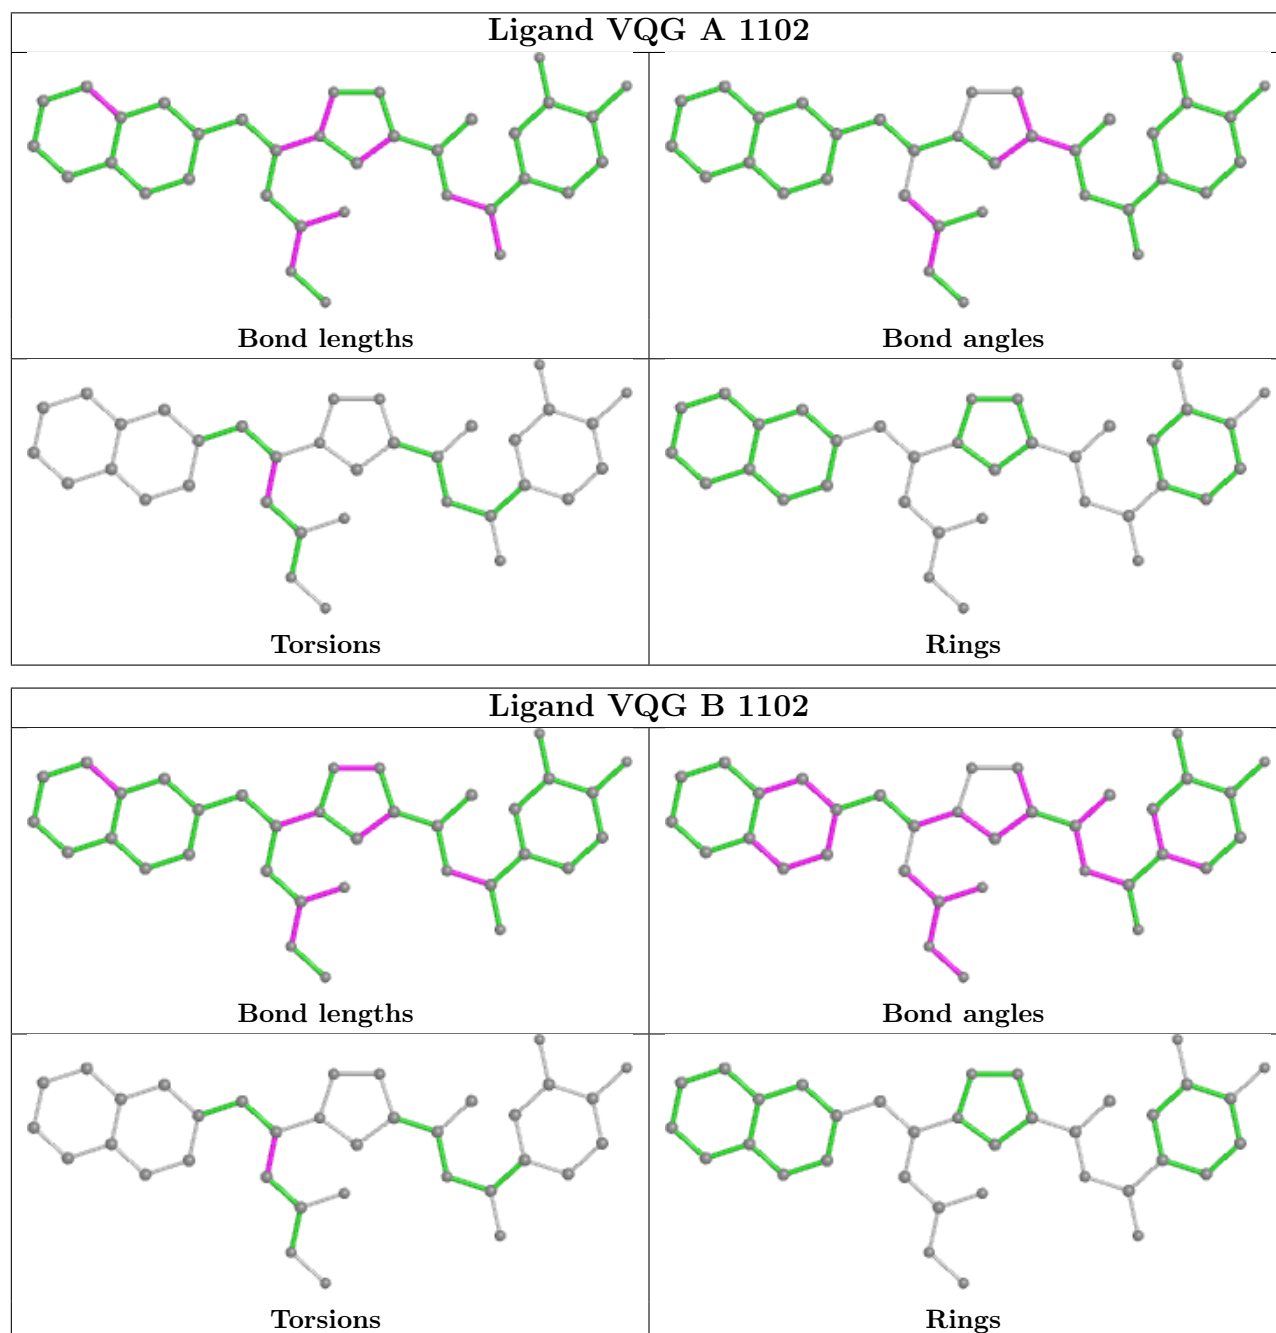 Ligand VQG A 1102
Bond lengths
Bond angles
Torsions
Rings
Ligand VQG B 1102
Bond lengths
Bond angles
Torsions
Rings